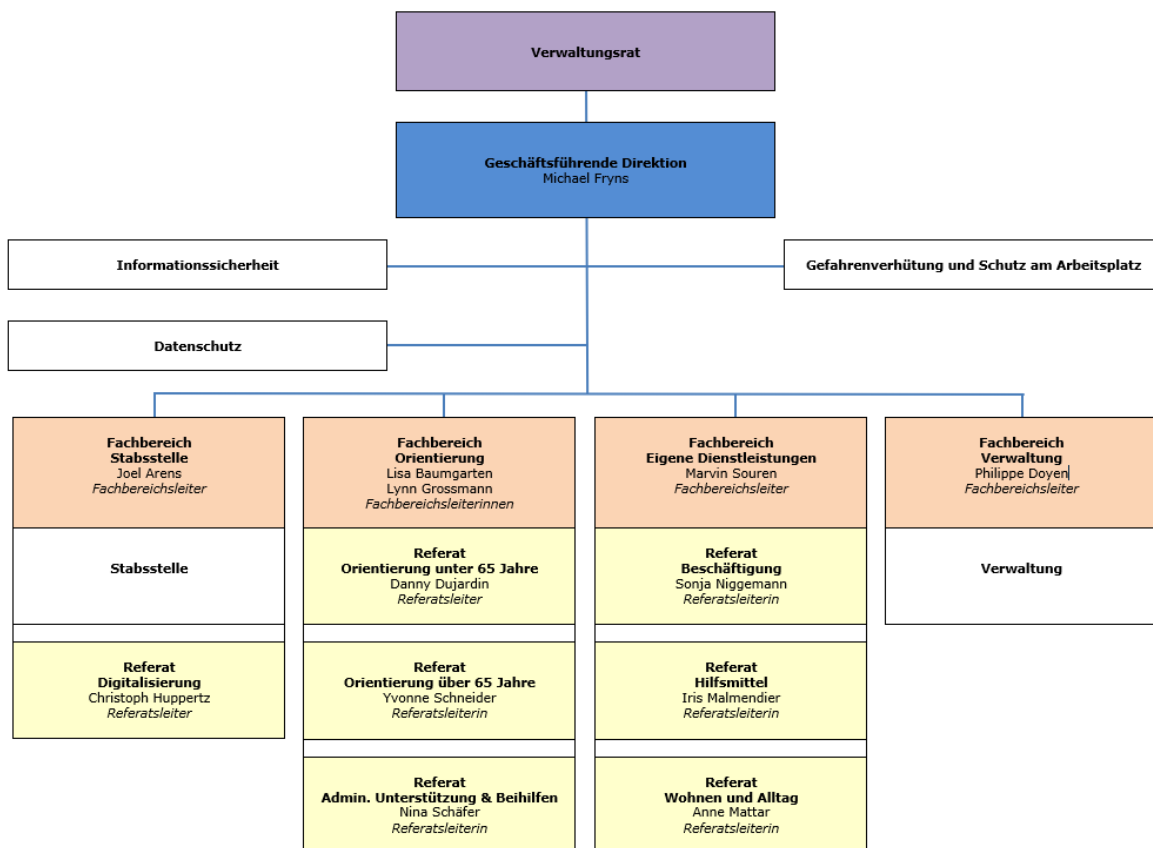 Verwaltungsrat
Geschäftsführende Direktion
Michael Fryns
Informationssicherheit
Gefahrenverhütung und Schutz am Arbeitsplatz
Datenschutz
Fachbereich
Stabsstelle
Joel Arens
Fachbereichsleiter
Fachbereich
Orientierung
Lisa Baumgarten
Lynn Grossmann
Fachbereichsleiterinnen
Fachbereich
Eigene Dienstleistungen
Marvin Souren
Fachbereichsleiter
Fachbereich
Verwaltung
Philippe Doyen
Fachbereichsleiter
Stabsstelle
Referat
Orientierung unter 65 Jahre
Danny Dujardin
Referatsleiter
Referat
Beschäftigung
Sonja Niggemann
Referatsleiterin
Verwaltung
Referat
Digitalisierung
Christoph Huppertz
Referatsleiter
Referat
Orientierung über 65 Jahre
Yvonne Schneider
Referatsleiterin
Referat
Hilfsmittel
Iris Malmendier
Referatsleiterin
Referat
Admin. Unterstützung & Beihilfen
Nina Schäfer
Referatsleiterin
Referat
Wohnen und Alltag
Anne Mattar
Referatsleiterin